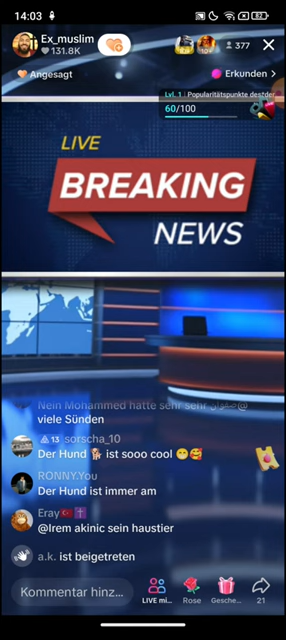 14:03
82
Ex_muslim
131.8K
10+
377
Angesagt
Erkunden
Lvl. 1 | Popularitätspunkte des
60/100
LIVE
BREAKING
NEWS
Nein Mohammed hatte sehr sehr
viele Sünden
13 sorscha_10
Der Hund 🐕 ist sooo cool 😁🥰
RONNY.You
Der Hund ist immer am
Eray🇹🇷✝️
@Irem akinic sein haustier
a.k. ist beigetreten
Kommentar hinz...
LIVE mi...
Rose
Gesche...
21